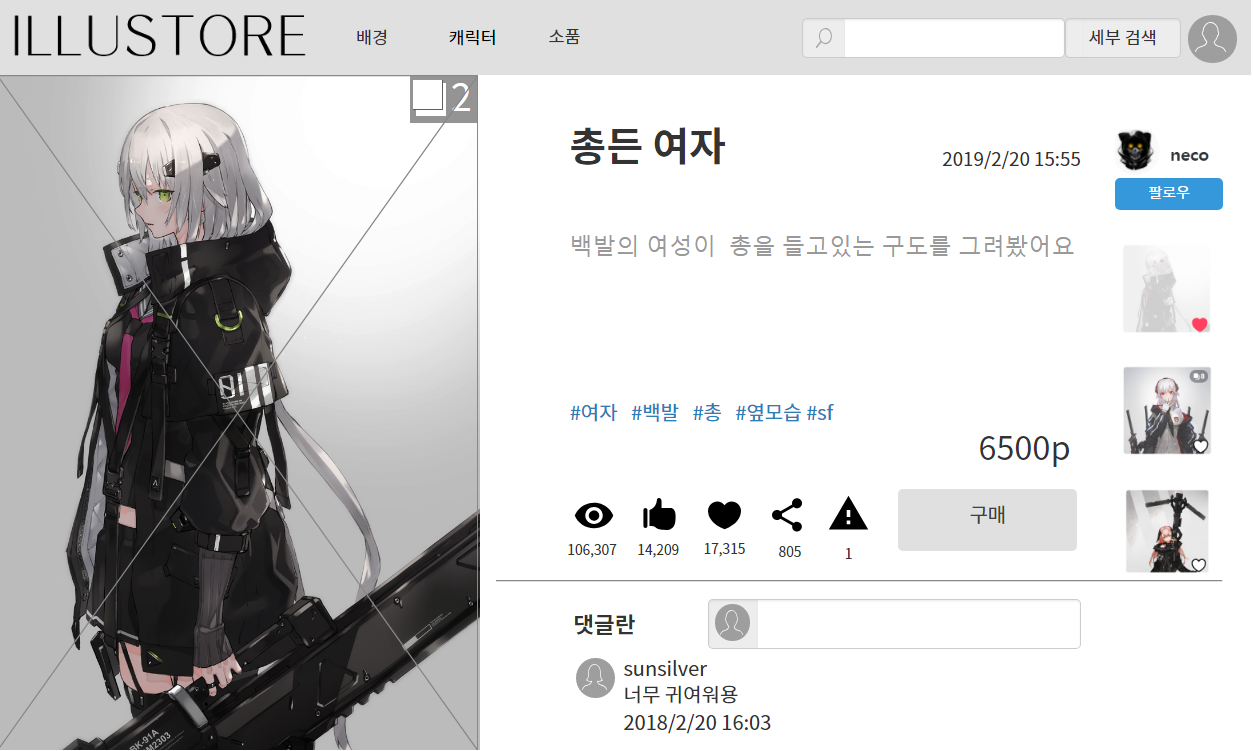 ILLUSTORE 배경 캐릭터 소품 세부 검색
2
총든 여자
2019/2/20 15:55
neco
팔로우
백발의 여성이 총을 들고있는 구도를 그려봤어요
#여자 #백발 #총 #옆모습 #sf
6500p
106,307 14,209 17,315 805 1
구매
댓글란
sunsilver
너무 귀여워용
2018/2/20 16:03
BK-91A
M2303